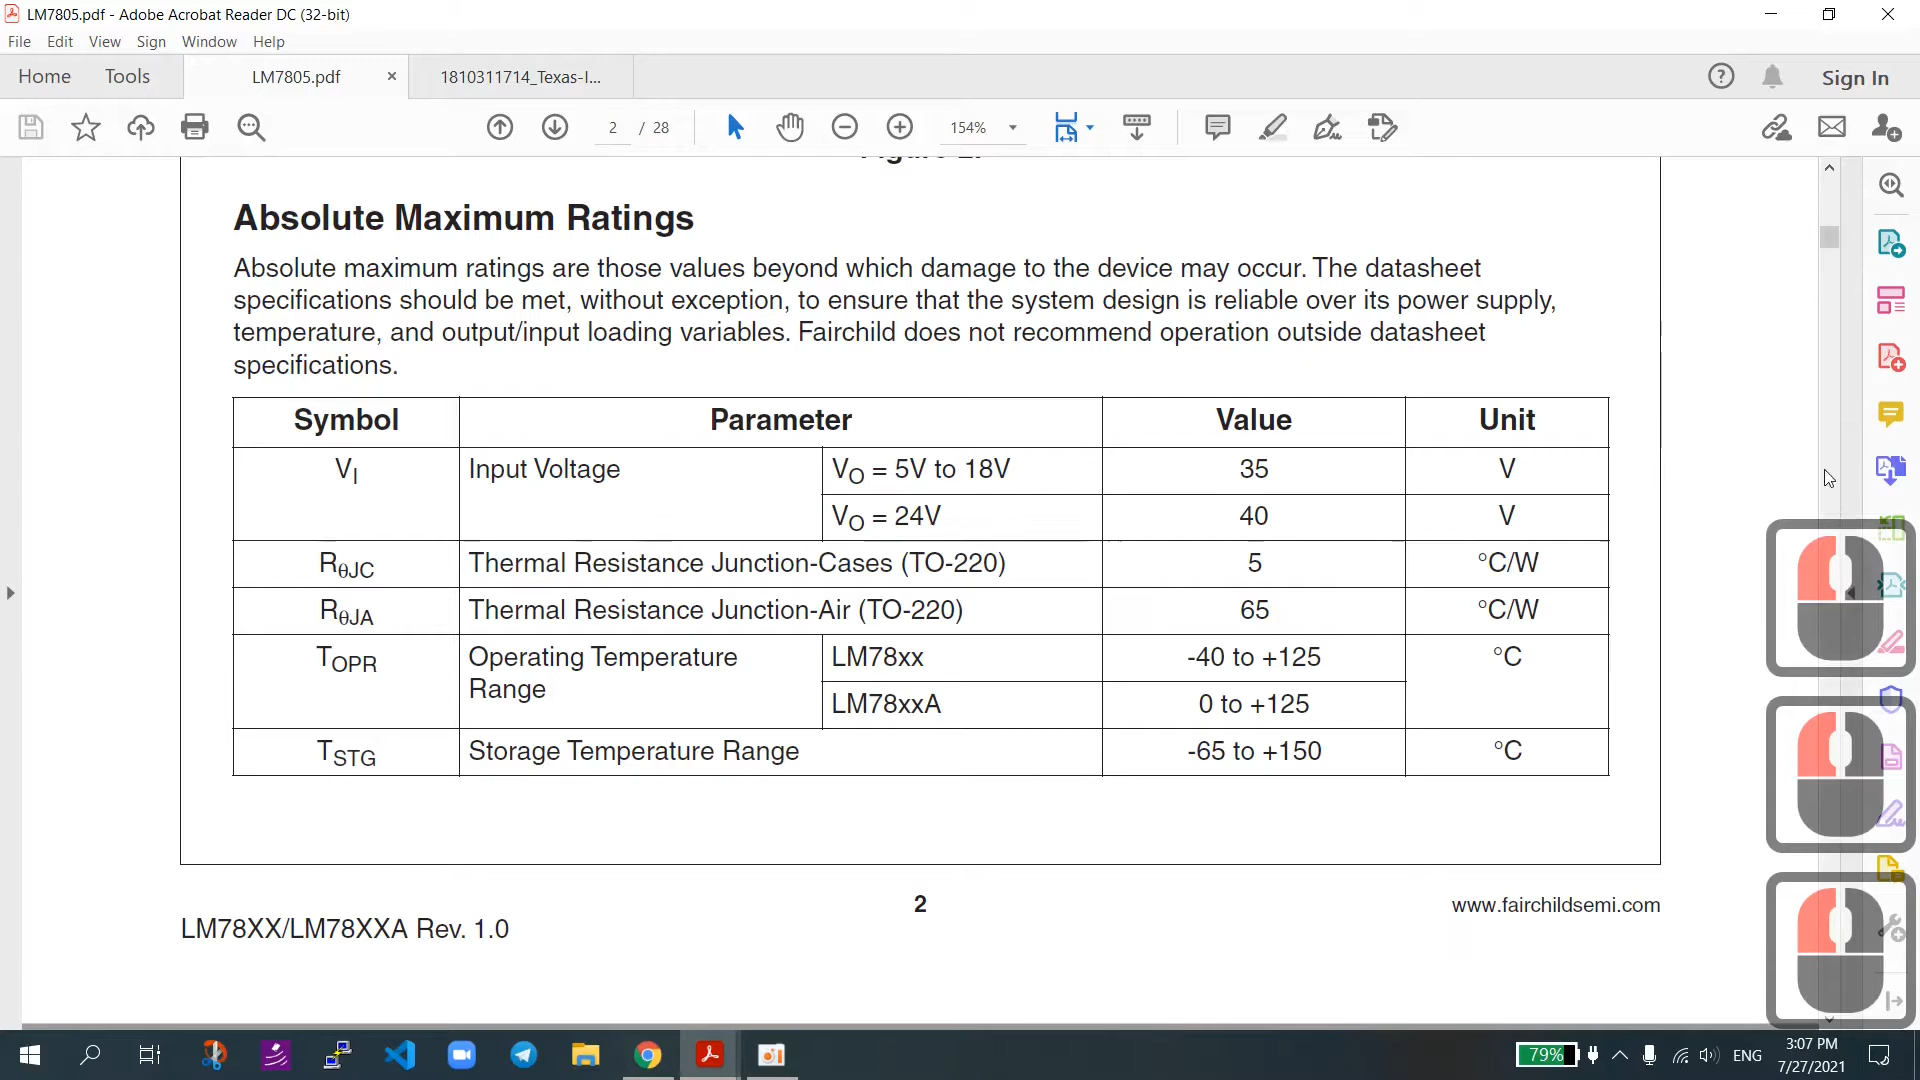 LM7805.pdf - Adobe Acrobat Reader DC (32-bit)
File Edit View Sign Window Help
Home Tools LM7805.pdf × 1810311714_Texas-I... Sign In
2 / 28 154%
Absolute Maximum Ratings
Absolute maximum ratings are those values beyond which damage to the device may occur. The datasheet
specifications should be met, without exception, to ensure that the system design is reliable over its power supply,
temperature, and output/input loading variables. Fairchild does not recommend operation outside datasheet
specifications.
Symbol Parameter Value Unit
VI Input Voltage VO = 5V to 18V 35 V
VO = 24V 40 V
RθJC Thermal Resistance Junction-Cases (TO-220) 5 °C/W
RθJA Thermal Resistance Junction-Air (TO-220) 65 °C/W
TOPR Operating Temperature LM78xx -40 to +125 °C
Range
LM78xxA 0 to +125
TSTG Storage Temperature Range -65 to +150 °C
2
www.fairchildsemi.com
LM78XX/LM78XXA Rev. 1.0
79% ENG
3:07 PM
7/27/2021